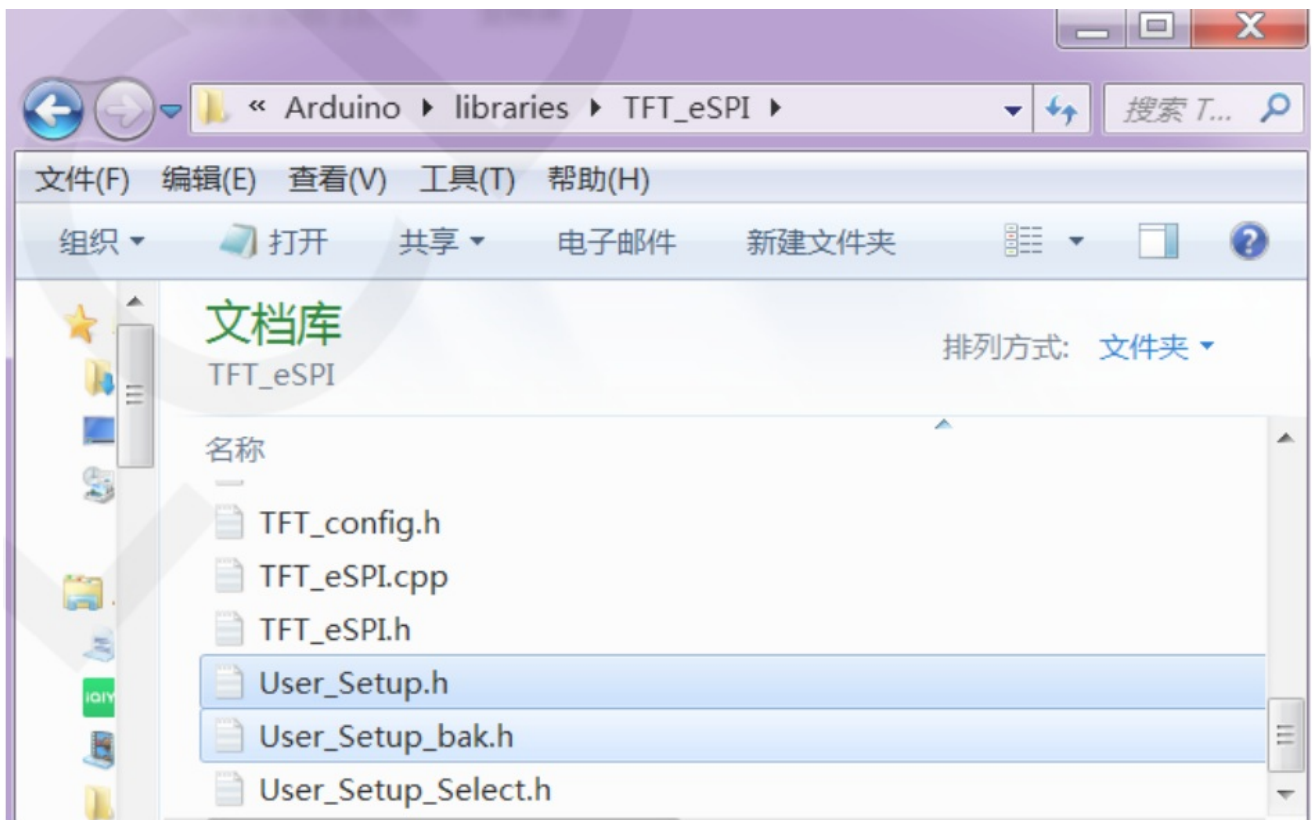 « Arduino ▸ libraries ▸ TFT_eSPI ▸ 搜索 T...
文件(F) 编辑(E) 查看(V) 工具(T) 帮助(H)
组织 打开 共享 电子邮件 新建文件夹
文档库
TFT_eSPI
排列方式: 文件夹
名称
TFT_config.h
TFT_eSPI.cpp
TFT_eSPI.h
User_Setup.h
User_Setup_bak.h
User_Setup_Select.h